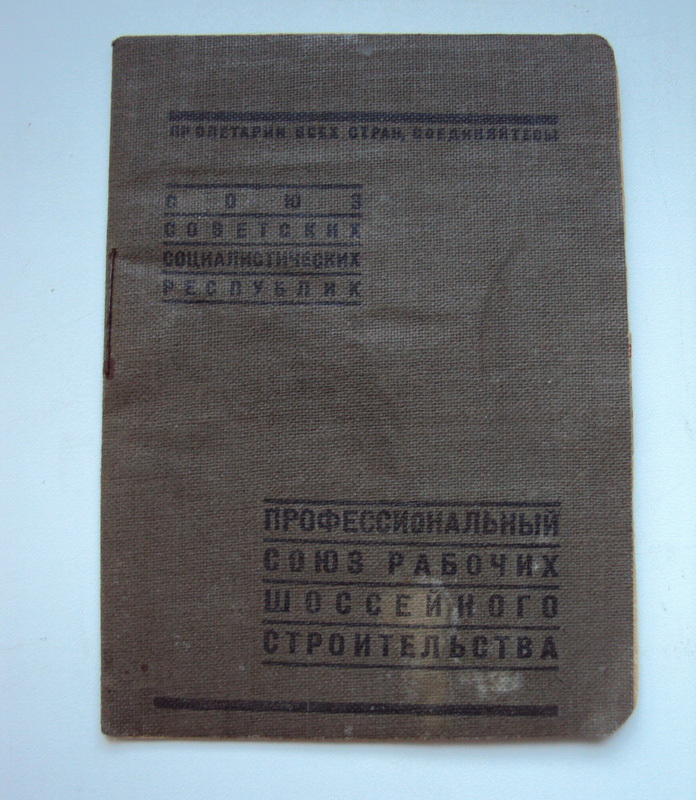 ПРОЛЕТАРИИ ВСЕХ СТРАН, СОЕДИНЯЙТЕСЬ!
СОЮЗ
СОВЕТСКИХ
СОЦИАЛИСТИЧЕСКИХ
РЕСПУБЛИК
ПРОФЕССИОНАЛЬНЫЙ
СОЮЗ РАБОЧИХ
ШОССЕЙНОГО
СТРОИТЕЛЬСТВА